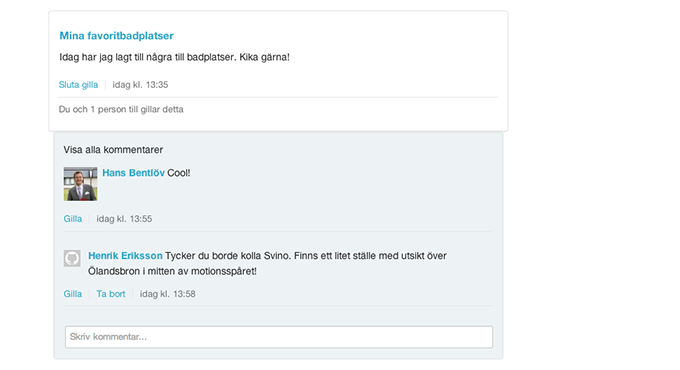 Mina favoritbadplatser
Idag har jag lagt till några till badplatser. Kika gärna!
Sluta gilla idag kl. 13:35
Du och 1 person till gillar detta
Visa alla kommentarer
Hans Bentlöv Cool!
Gilla idag kl. 13:55
Henrik Eriksson Tycker du borde kolla Svino. Finns ett litet ställe med utsikt över
Ölandsbron i mitten av motionsspåret!
Gilla Ta bort idag kl. 13:58
Skriv kommentar...